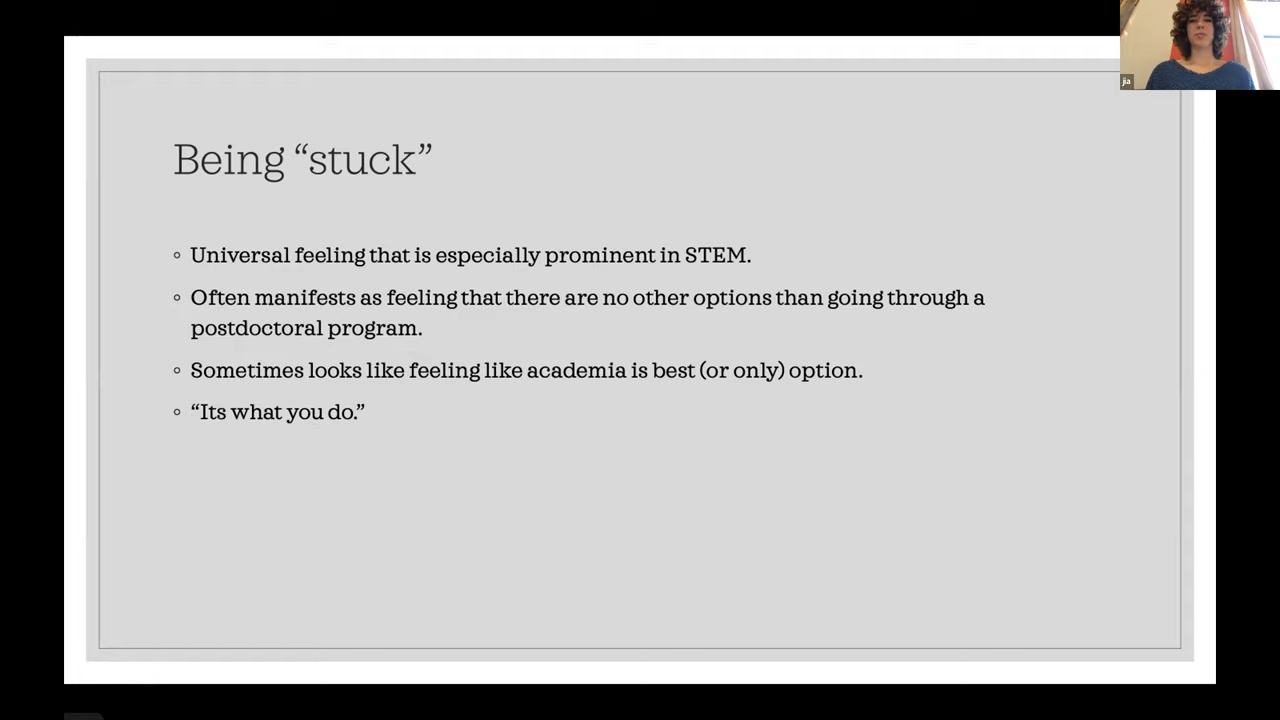 jia
Being “stuck”
◦ Universal feeling that is especially prominent in STEM.
◦ Often manifests as feeling that there are no other options than going through a
postdoctoral program.
◦ Sometimes looks like feeling like academia is best (or only) option.
◦ “Its what you do.”